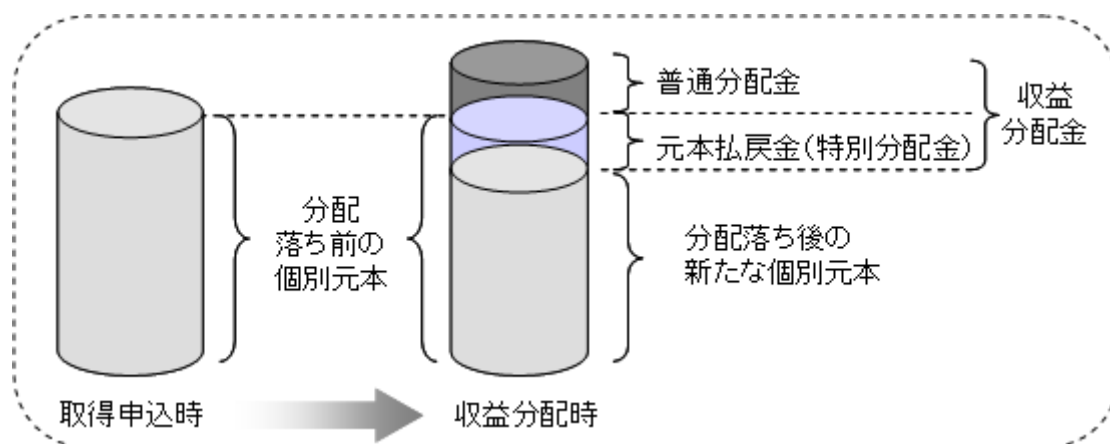 普通分配金
収益
分配金
元本払戻金(特別分配金)
分配
落ち前の
個別元本
分配落ち後の
新たな個別元本
取得申込時
収益分配時